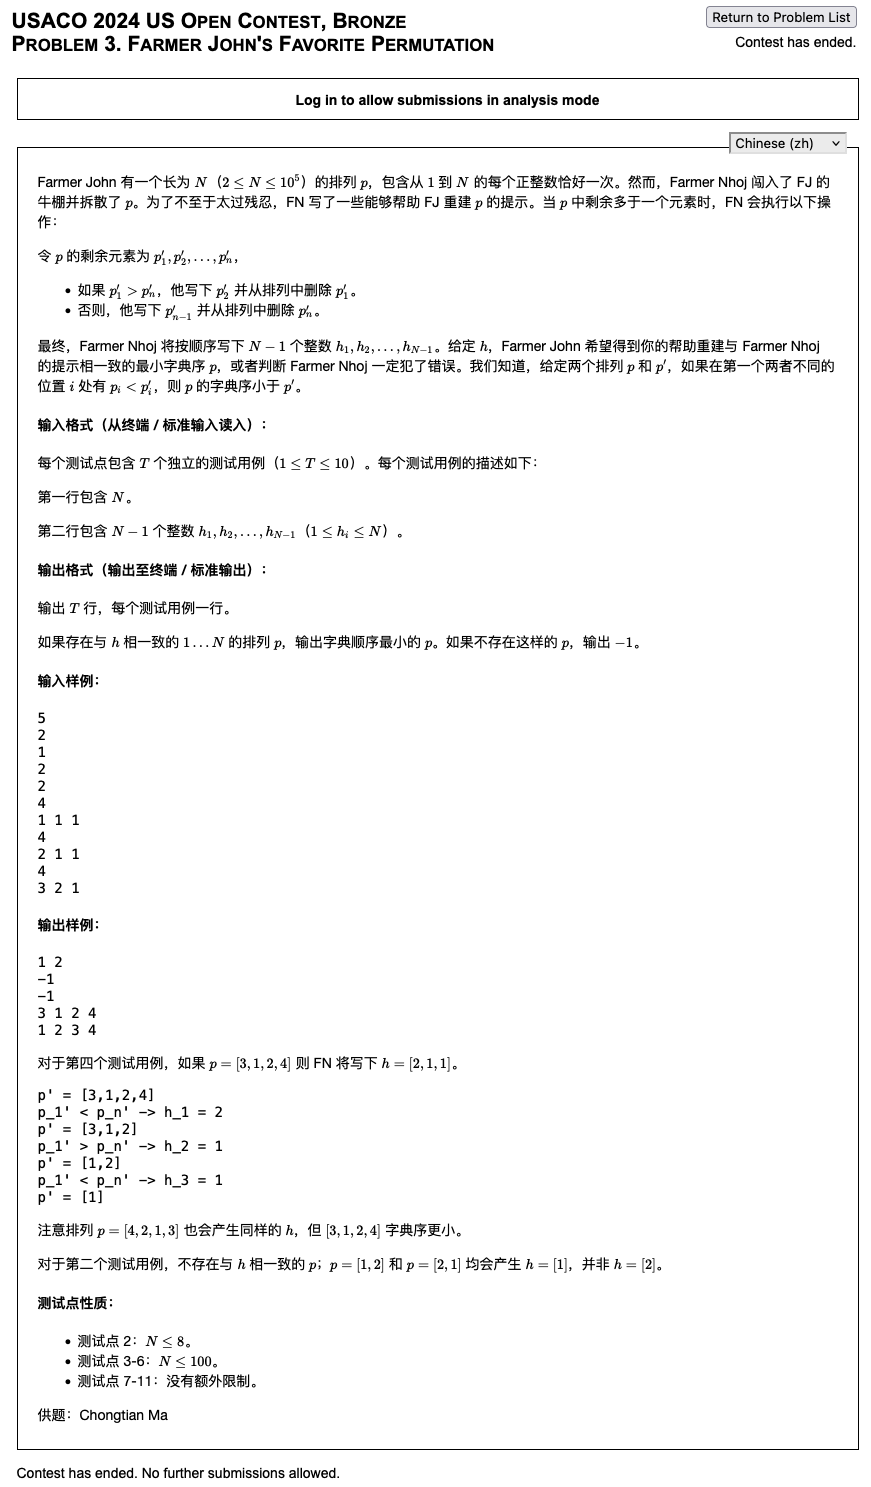 USACO 2024 US Open Contest, Bronze
Problem 3. Farmer John's Favorite Permutation
Return to Problem List
Contest has ended.
Log in to allow submissions in analysis mode
Chinese (zh)
Farmer John 有一个长为 N（2 ≤ N ≤ 10^5）的排列 p，包含从 1 到 N 的每个正整数恰好一次。然而，Farmer Nhoj 闯入了 FJ 的
牛棚并拆散了 p。为了不至于太过残忍，FN 写了一些能够帮助 FJ 重建 p 的提示。当 p 中剩余多于一个元素时，FN 会执行以下操
作：
令 p 的剩余元素为 p′_1, p′_2, . . . , p′_n，
• 如果 p′_1 > p′_n，他写下 p′_2 并从排列中删除 p′_1。
• 否则，他写下 p′_{n−1} 并从排列中删除 p′_n。
最终，Farmer Nhoj 将按顺序写下 N − 1 个整数 h_1, h_2, . . . , h_{N−1}。给定 h，Farmer John 希望得到你的帮助重建与 Farmer Nhoj
的提示相一致的最小字典序 p，或者判断 Farmer Nhoj 一定犯了错误。我们知道，给定两个排列 p 和 p′，如果在第一个两者不同的
位置 i 处有 p_i < p′_i，则 p 的字典序小于 p′。
输入格式（从终端 / 标准输入读入）：
每个测试点包含 T 个独立的测试用例（1 ≤ T ≤ 10）。每个测试用例的描述如下：
第一行包含 N。
第二行包含 N − 1 个整数 h_1, h_2, . . . , h_{N−1}（1 ≤ h_i ≤ N）。
输出格式（输出至终端 / 标准输出）：
输出 T 行，每个测试用例一行。
如果存在与 h 相一致的 1 . . . N 的排列 p，输出字典顺序最小的 p。如果不存在这样的 p，输出 −1。
输入样例：
5
2
1
2
2
4
1 1 1
4
2 1 1
4
3 2 1
输出样例：
1 2
-1
-1
3 1 2 4
1 2 3 4
对于第四个测试用例，如果 p = [3, 1, 2, 4] 则 FN 将写下 h = [2, 1, 1]。
p' = [3,1,2,4]
p_1' < p_n' -> h_1 = 2
p' = [3,1,2]
p_1' > p_n' -> h_2 = 1
p' = [1,2]
p_1' < p_n' -> h_3 = 1
p' = [1]
注意排列 p = [4, 2, 1, 3] 也会产生同样的 h，但 [3, 1, 2, 4] 字典序更小。
对于第二个测试用例，不存在与 h 相一致的 p；p = [1, 2] 和 p = [2, 1] 均会产生 h = [1]，并非 h = [2]。
测试点性质：
• 测试点 2：N ≤ 8。
• 测试点 3-6：N ≤ 100。
• 测试点 7-11：没有额外限制。
供题：Chongtian Ma
Contest has ended. No further submissions allowed.